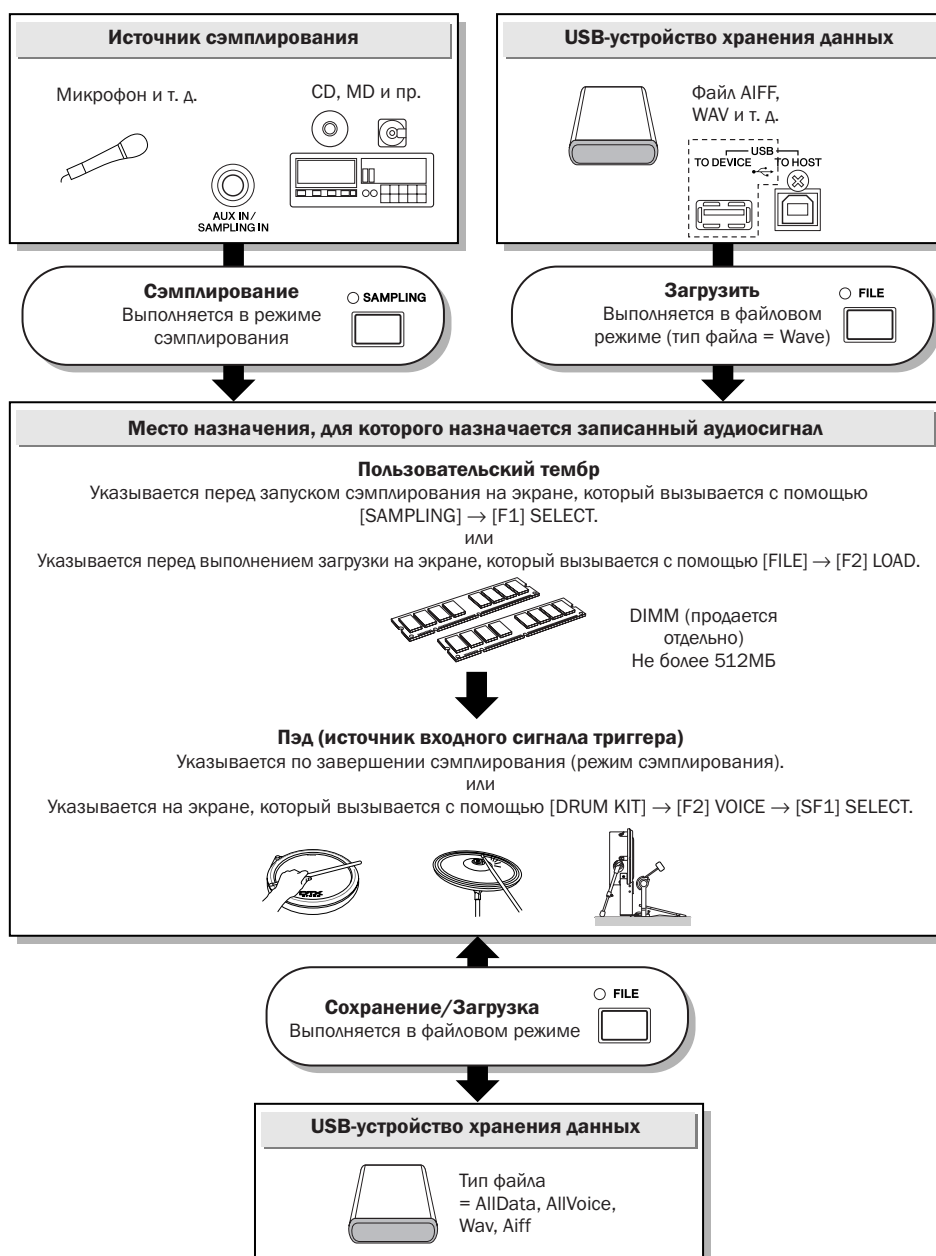 Источник сэмплирования
Микрофон и т. д.
CD, MD и пр.
AUX IN /
SAMPLING IN
USB-устройство хранения данных
Файл AIFF,
WAV и т. д.
USB
TO DEVICE
TO HOST
Сэмплирование
Выполняется в режиме
сэмплирования
SAMPLING
Загрузить
Выполняется в файловом
режиме (тип файла = Wave)
FILE
Место назначения, для которого назначается записанный аудиосигнал
Пользовательский тембр
Указывается перед запуском сэмплирования на экране, который вызывается с помощью
[SAMPLING] → [F1] SELECT.
или
Указывается перед выполнением загрузки на экране, который вызывается с помощью [FILE] → [F2] LOAD.
DIMM (продается
отдельно)
Не более 512МБ
Пэд (источник входного сигнала триггера)
Указывается по завершении сэмплирования (режим сэмплирования).
или
Указывается на экране, который вызывается с помощью [DRUM KIT] → [F2] VOICE → [SF1] SELECT.
Сохранение/Загрузка
Выполняется в файловом режиме
FILE
USB-устройство хранения данных
Тип файла
= AllData, AllVoice,
Wav, Aiff